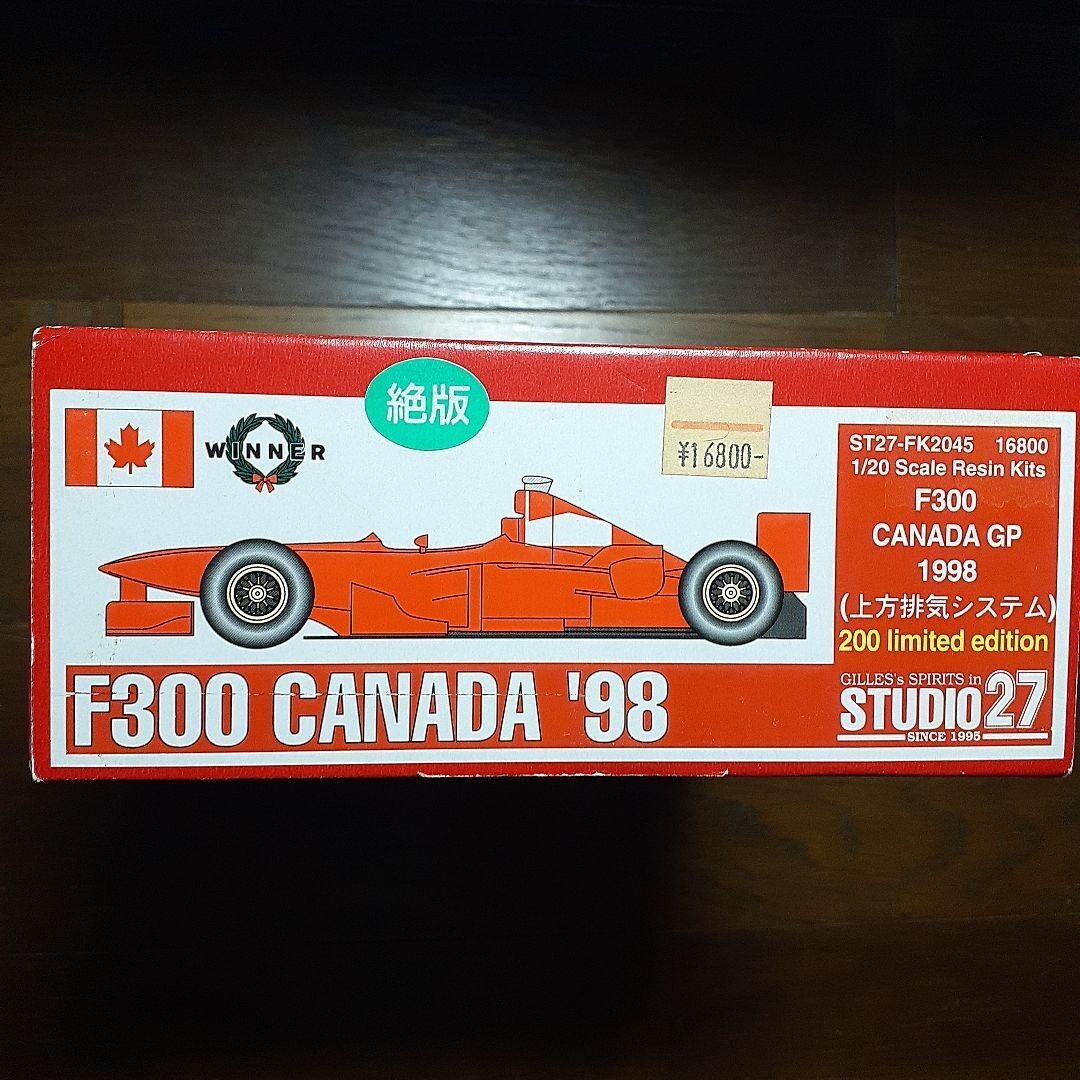 絶版
WINNER
¥16800-
ST27-FK2045 16800
1/20 Scale Resin Kits
F300
CANADA GP
1998
(上方排気システム)
200 limited edition
F300 CANADA '98
GILLES's SPIRITS in
STUDIO27
SINCE 1995